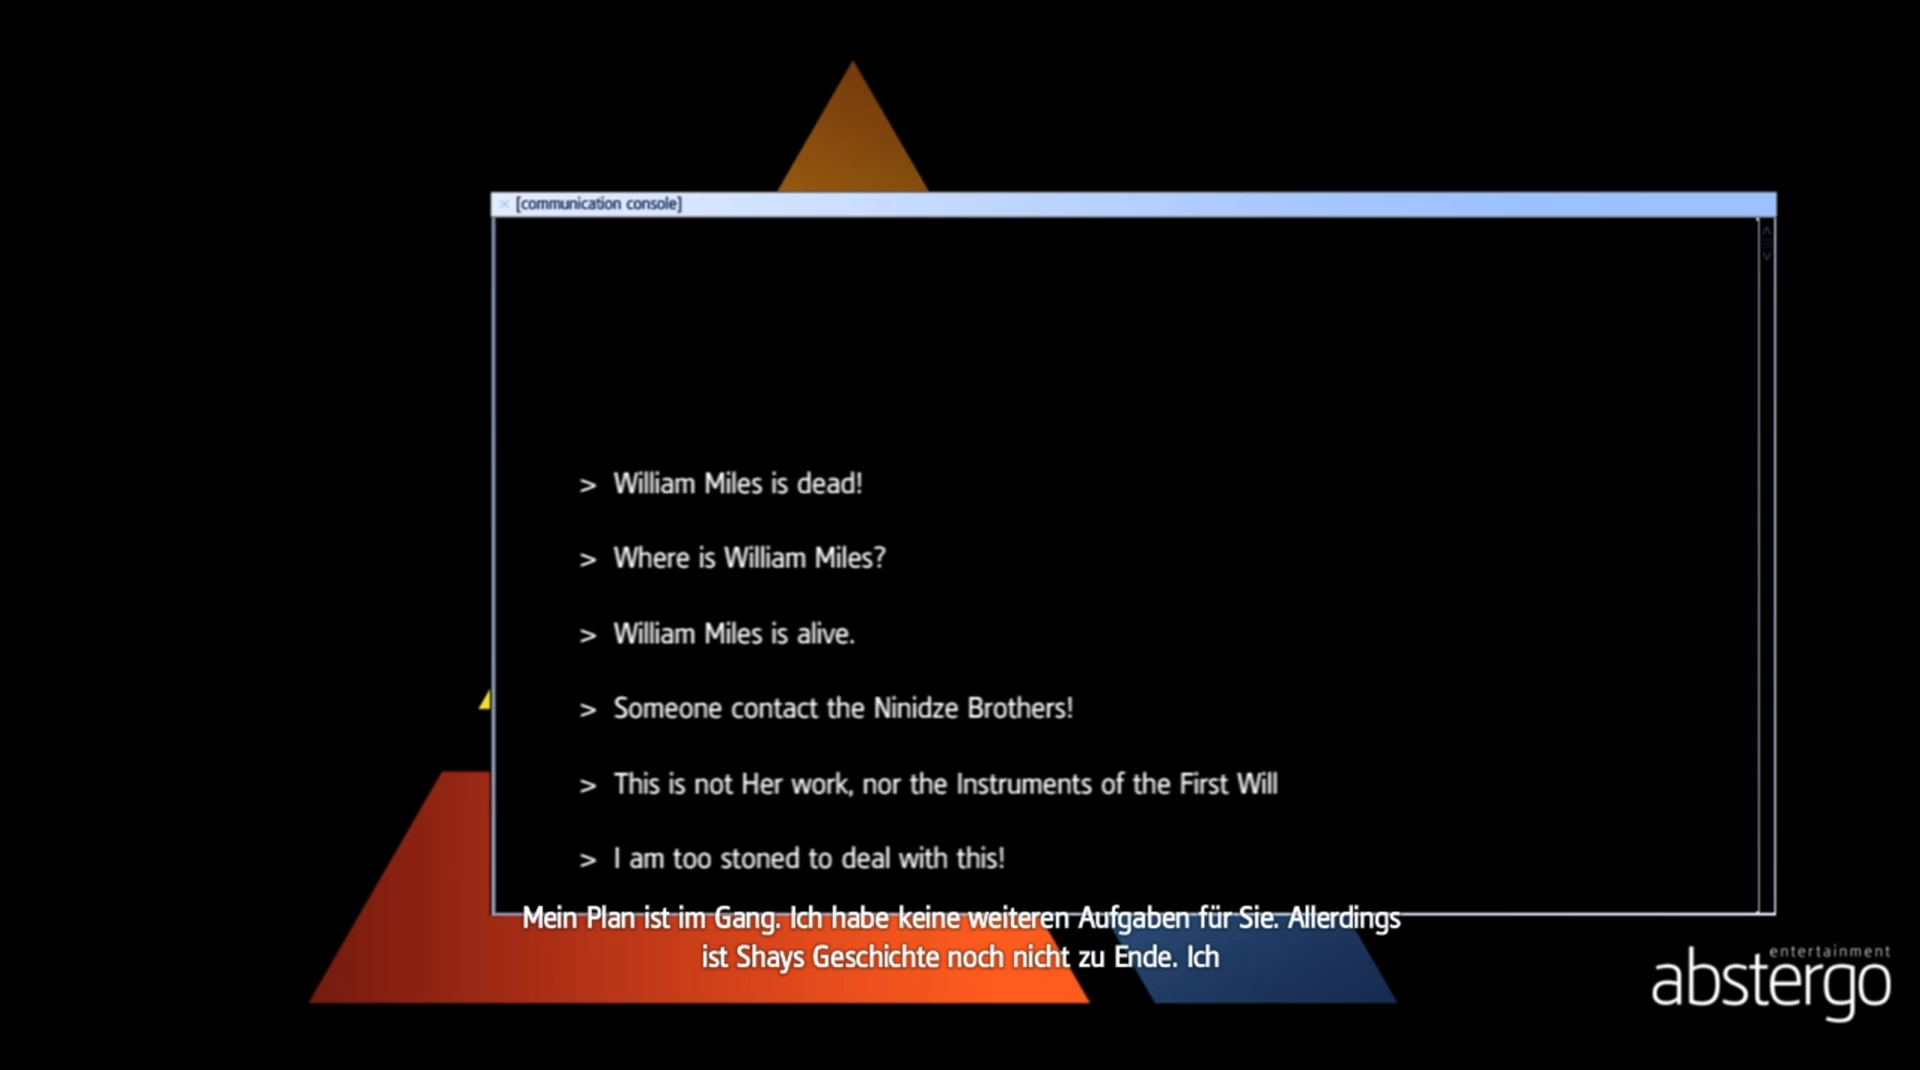 × [communication console]
> William Miles is dead!
> Where is William Miles?
> William Miles is alive.
> Someone contact the Ninidze Brothers!
> This is not Her work, nor the Instruments of the First Will
> I am too stoned to deal with this!
Mein Plan ist im Gang. Ich habe keine weiteren Aufgaben für Sie. Allerdings
ist Shays Geschichte noch nicht zu Ende. Ich
entertainment
abstergo